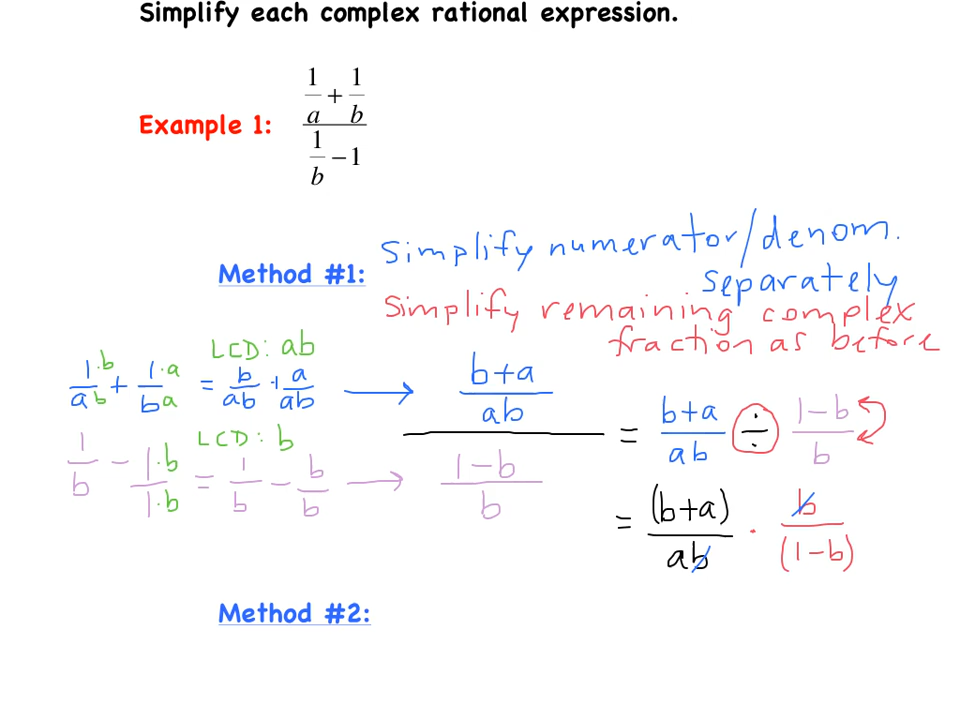 Simplify each complex rational expression.
Example 1: (1/a + 1/b) / (1/b − 1)
Method #1: Simplify numerator/denom. separately
Simplify remaining complex fraction as before
LCD: ab
1·b/ab + 1·a/ba = b/ab + a/ab → (b+a)/ab
LCD: b
1/b − 1·b/1·b = 1/b − b/b → (1−b)/b
= (b+a)/ab ÷ (1−b)/b
= (b+a)/ab · b/(1−b)
Method #2: